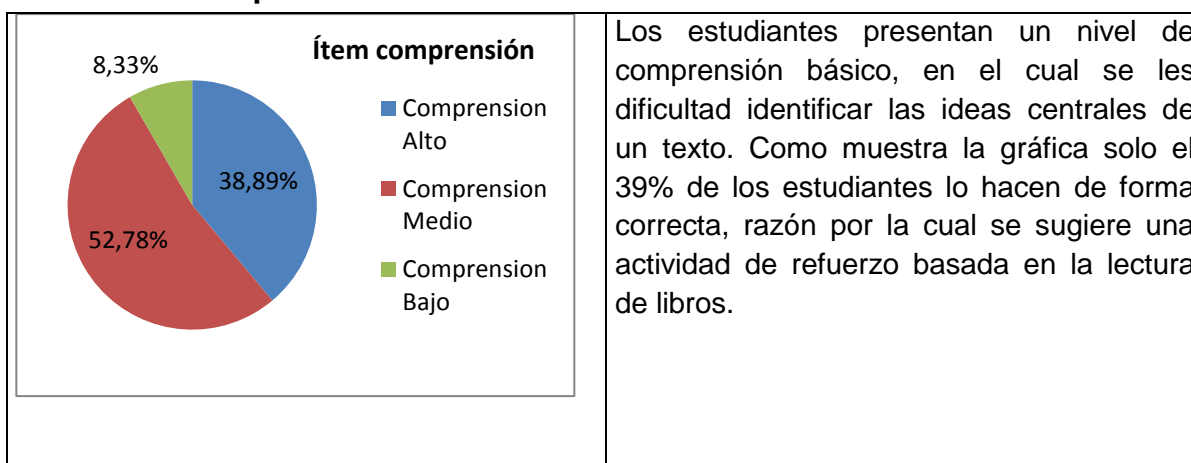 Ítem comprensión
8,33%
38,89%
52,78%
Comprension
Alto
Comprension
Medio
Comprension
Bajo
Los estudiantes presentan un nivel de
comprensión básico, en el cual se les
dificultad identificar las ideas centrales de
un texto. Como muestra la gráfica solo el
39% de los estudiantes lo hacen de forma
correcta, razón por la cual se sugiere una
actividad de refuerzo basada en la lectura
de libros.